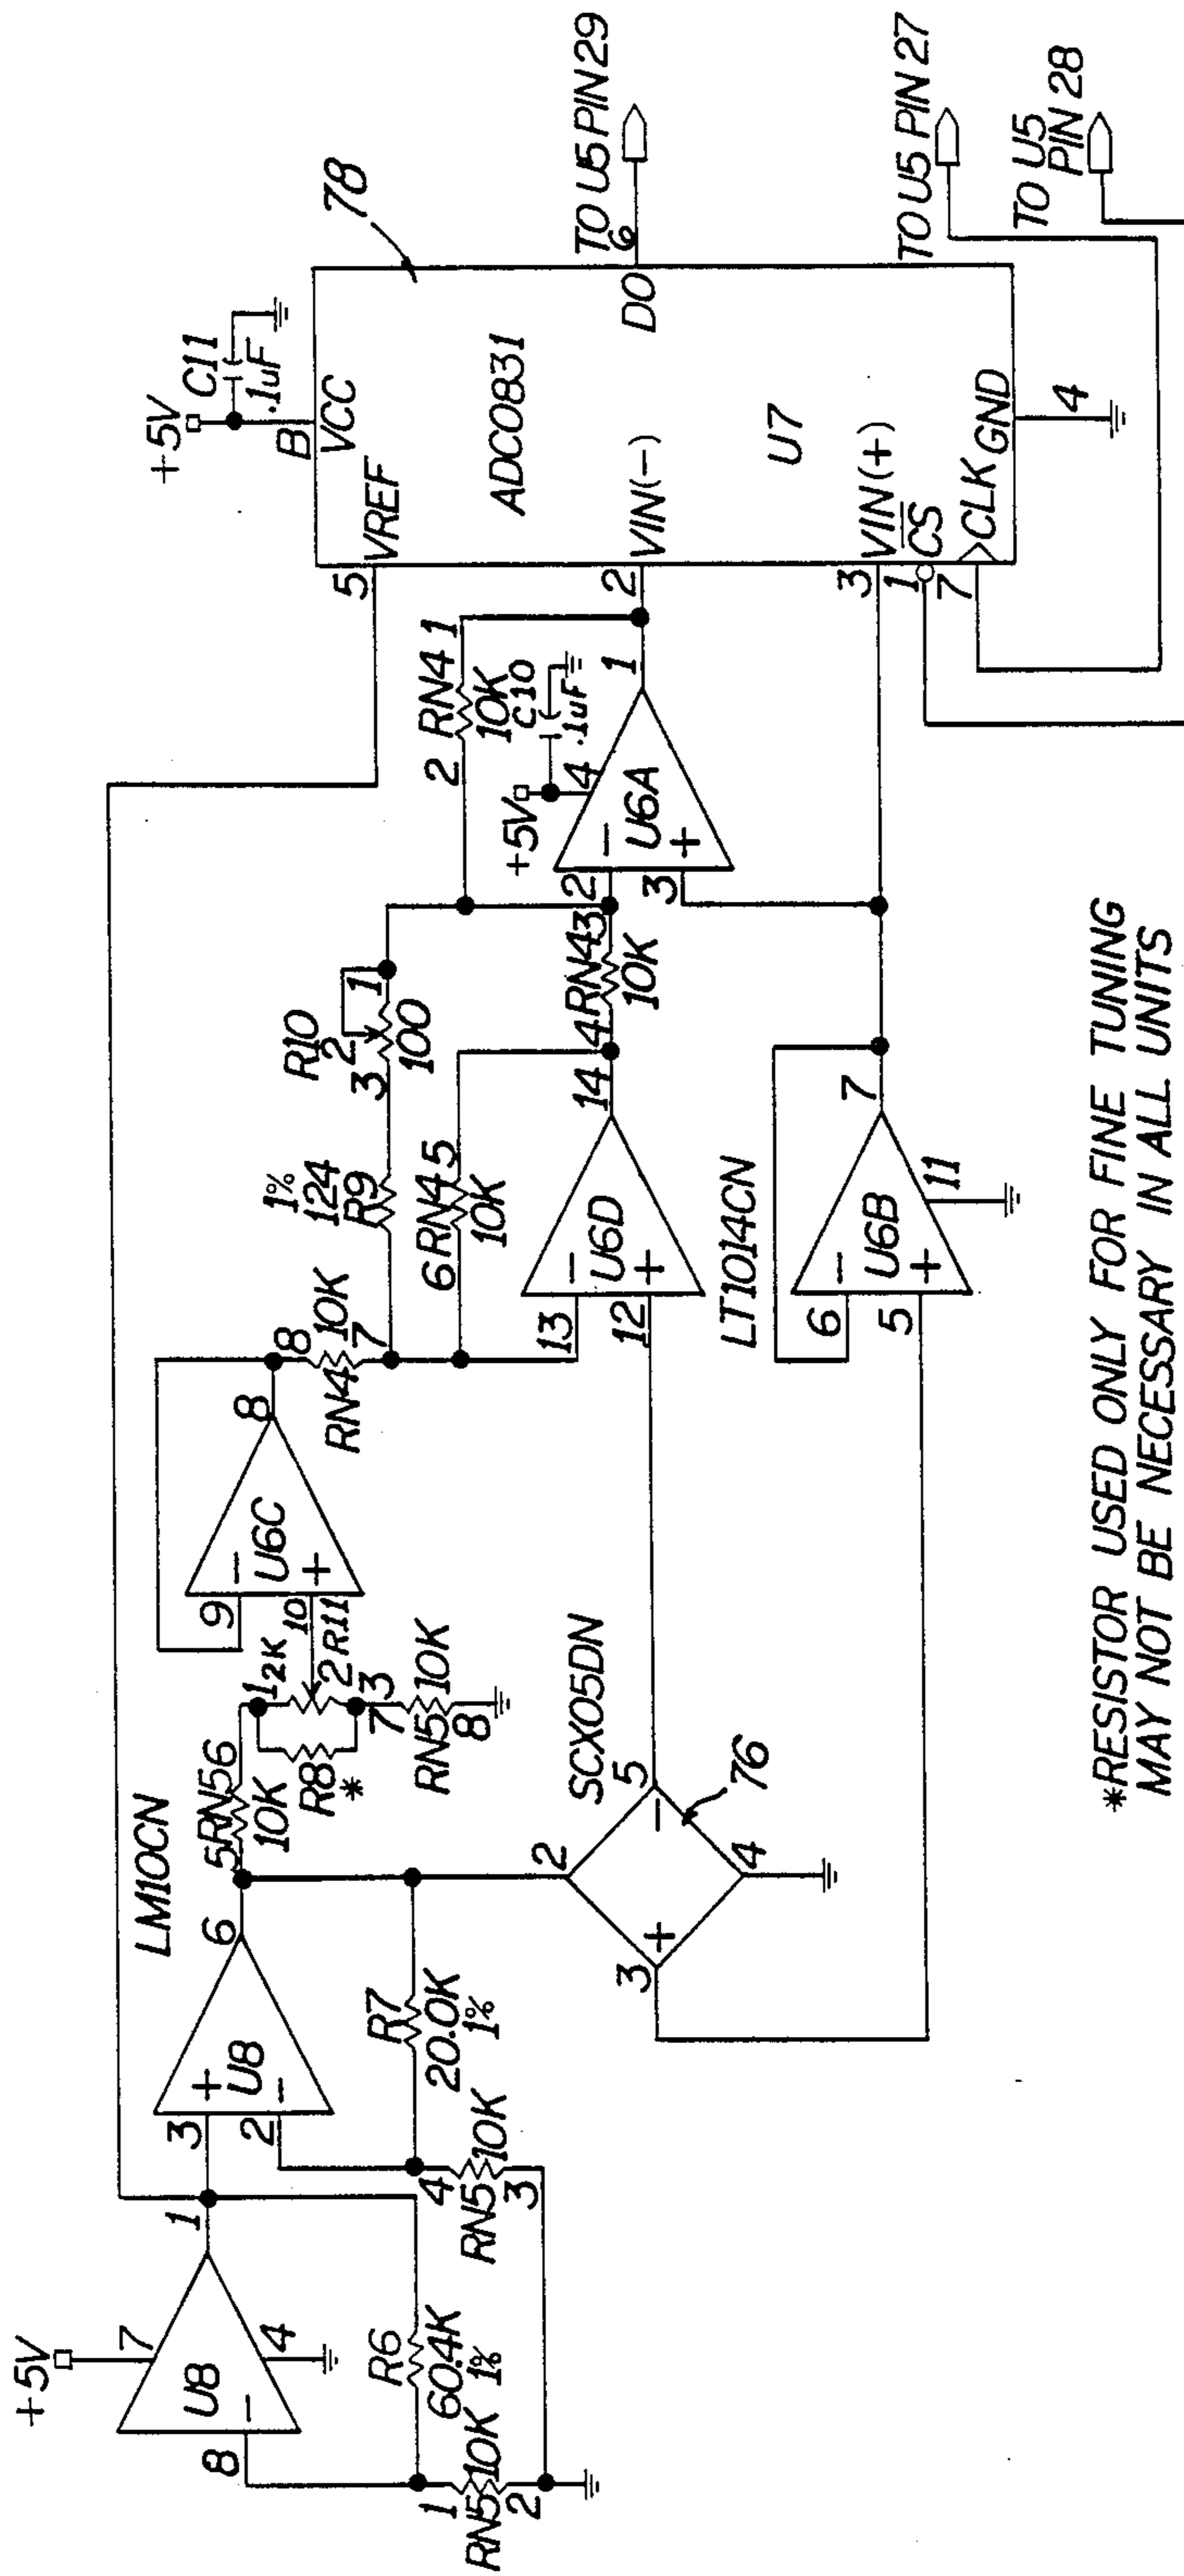 +5V
7
U8
−
8
4
1
R6
60.4K
1%
1
RN5
10K
2
LM10CN
3
+
U8
2
−
6
R7
20.0K
1%
4
RN5
10K
3
5RN56
10K
R8
*
1
2K
2
R11
3
7
RN5
10K
8
9
−
U6C
10
+
8
8
RN4
10K
7
SCX05DN
2
3
+
−
5
4
76
1%
124
R9
R10
2
3
1
100
6RN45
10K
13
−
U6D
12
+
14
4RN43
10K
LT1014CN
6
−
U6B
5
+
7
11
2
RN4
1
10K
C10
.1uF
+5V
4
2
−
U6A
3
+
1
+5V
C11
.1uF
B
VCC
78
5
VREF
ADC0831
2
VIN(−)
DO
6
TO U5 PIN 29
U7
3
VIN(+)
1
CS
7
CLK
GND
4
TO U5 PIN 27
TO U5
PIN 28
*RESISTOR USED ONLY FOR FINE TUNING
MAY NOT BE NECESSARY IN ALL UNITS